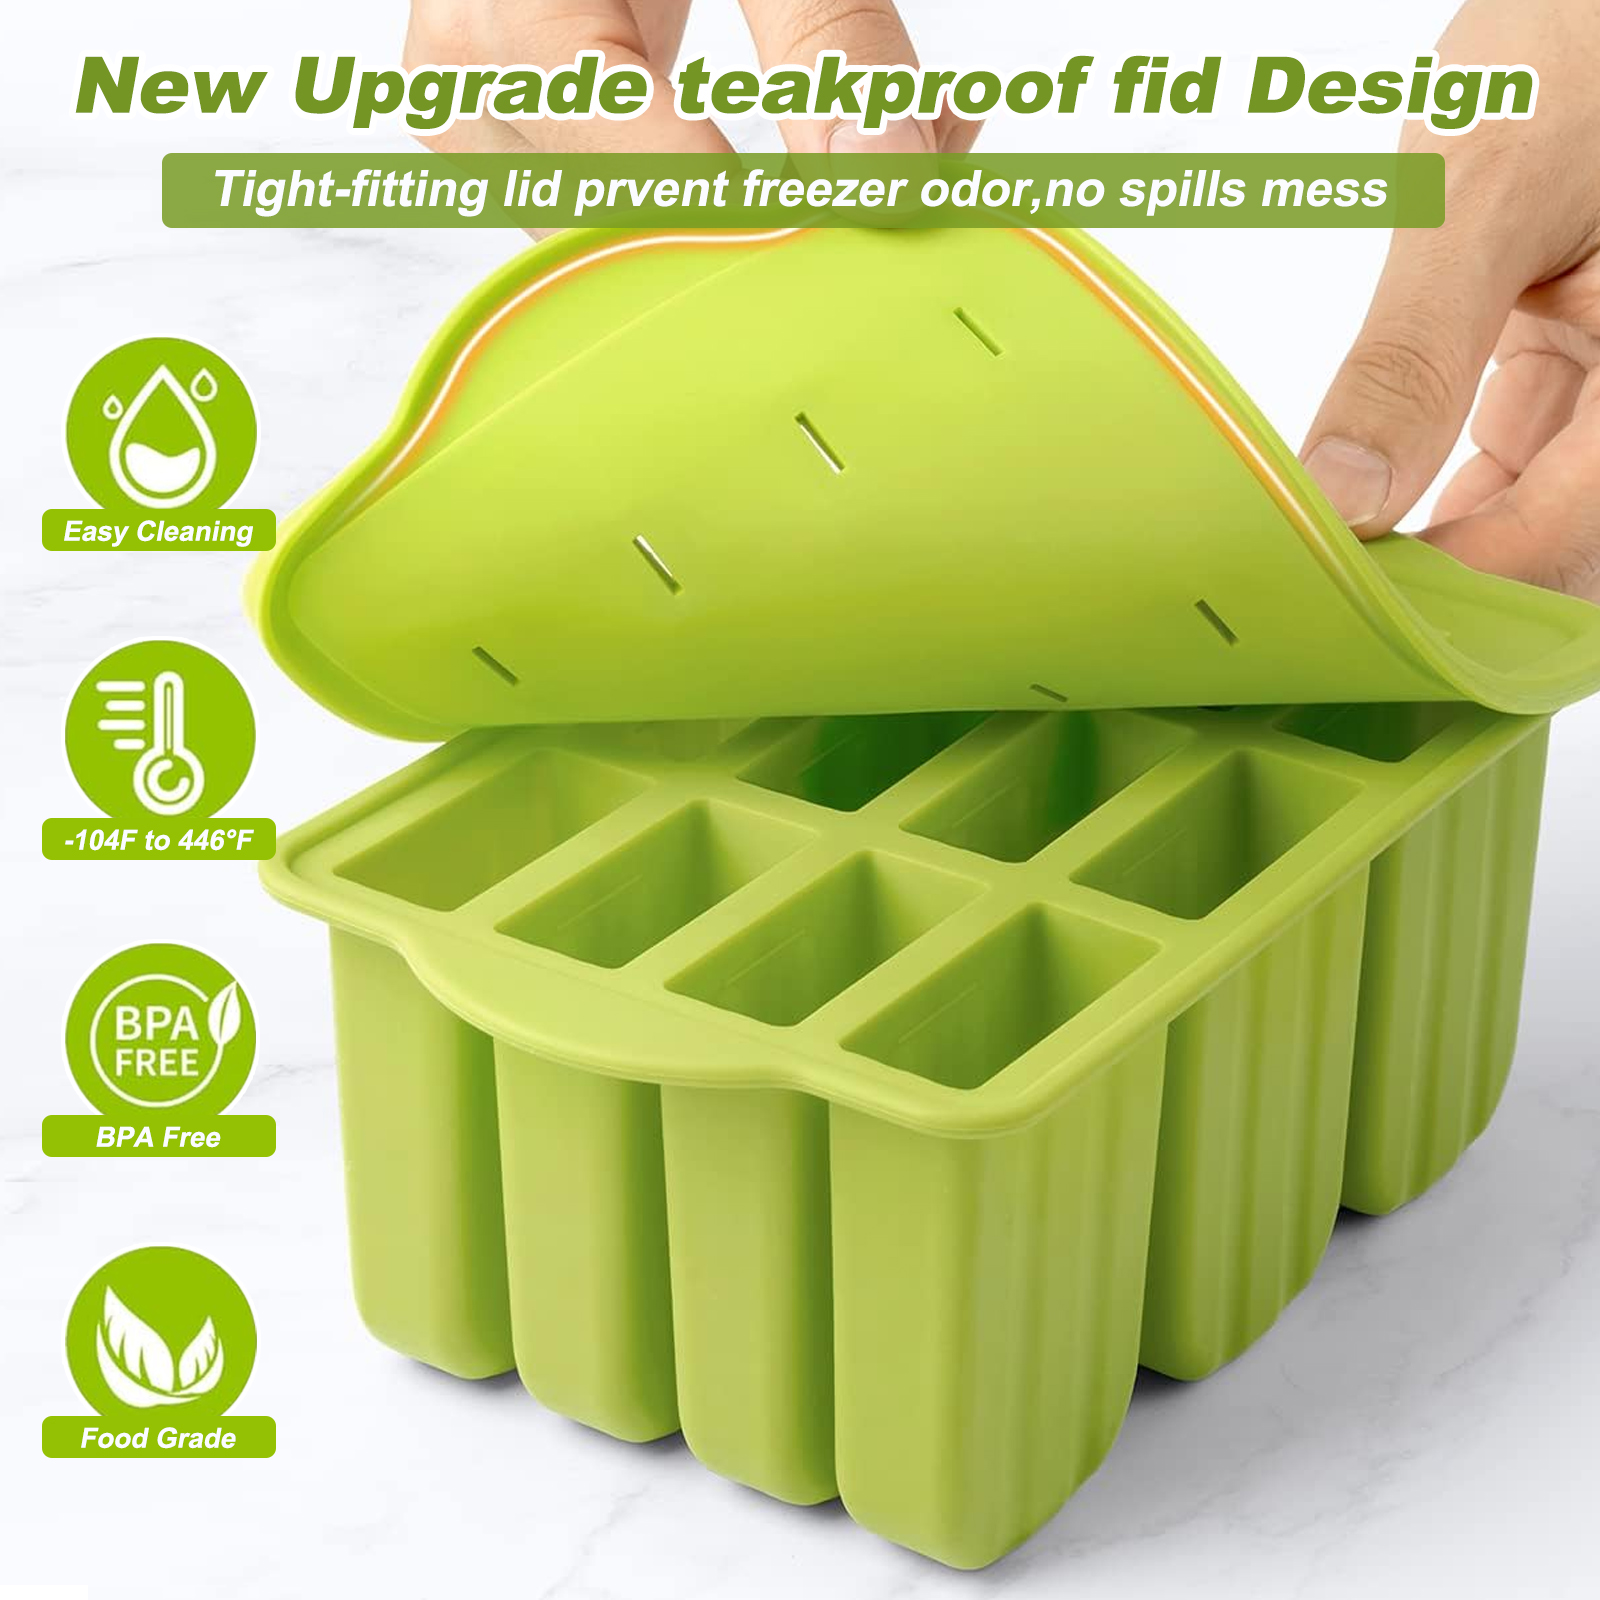 New Upgrade teakproof fid Design
Tight-fitting lid prvent freezer odor,no spills mess
Easy Cleaning
-104F to 446°F
BPA
FREE
BPA Free
Food Grade